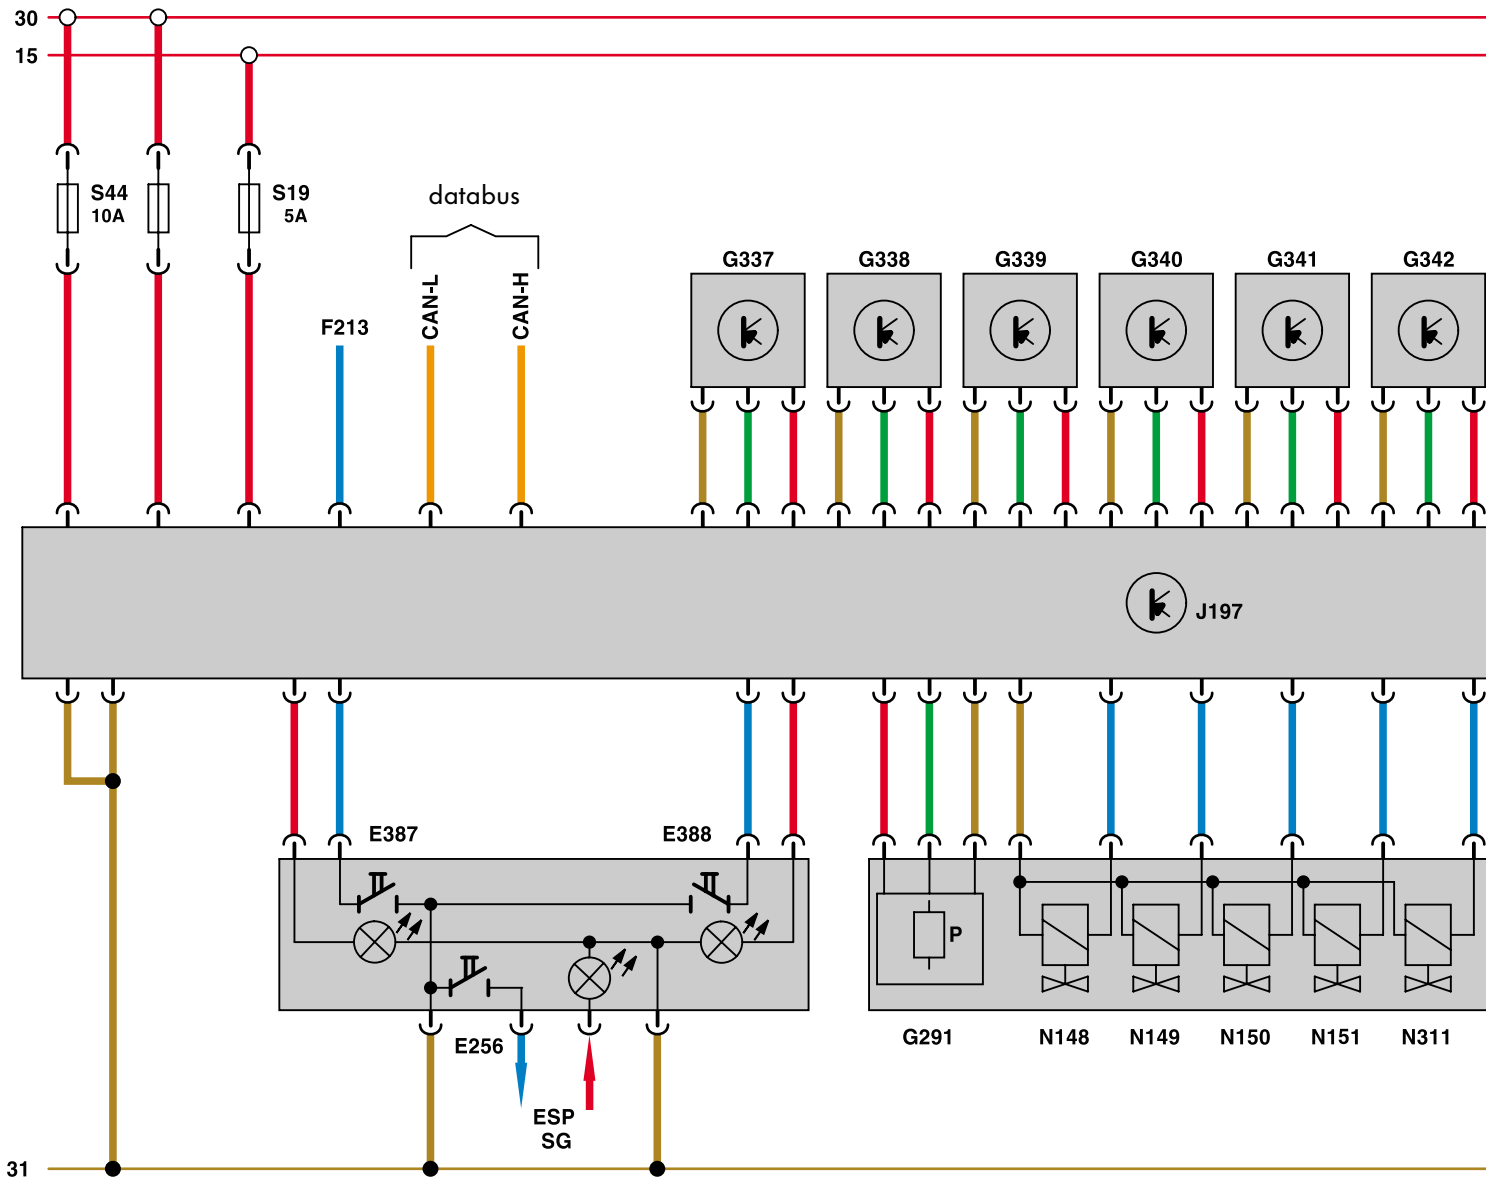 30
15
S44
10A
S19
5A
databus
CAN-L
CAN-H
F213
G337
G338
G339
G340
G341
G342
J197
E387
E388
P
E256
ESP
SG
G291
N148
N149
N150
N151
N311
31